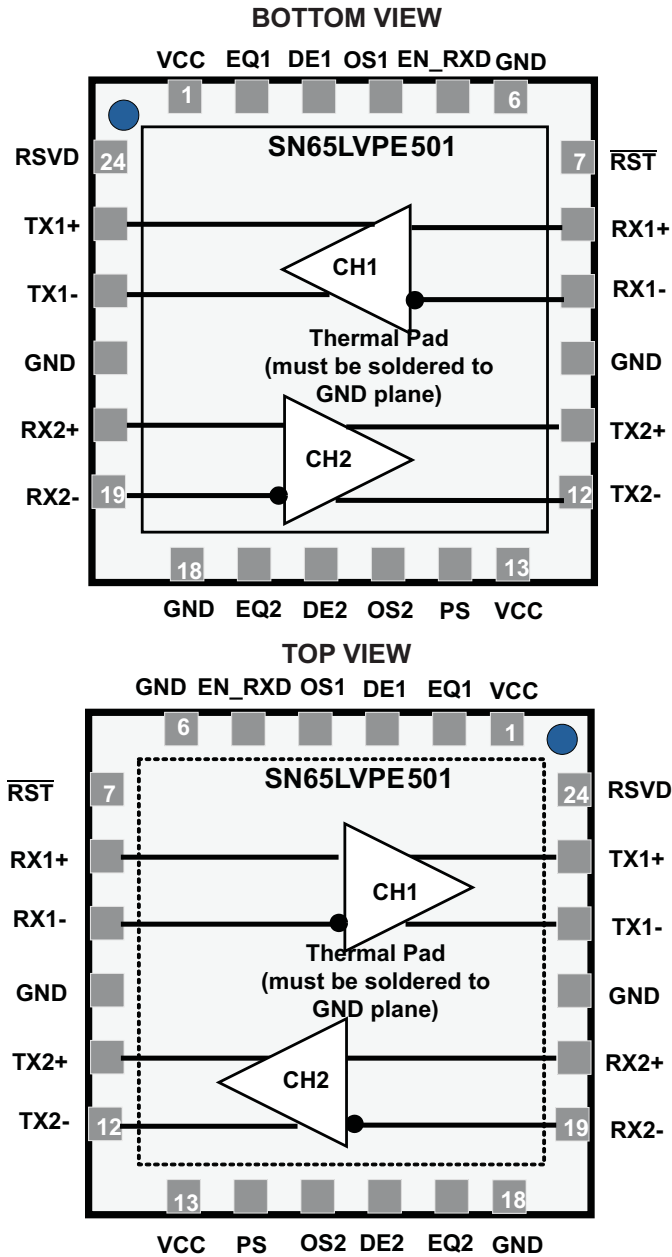 BOTTOM VIEW
VCC EQ1 DE1 OS1 EN_RXD GND
1 6
SN65LVPE501
RSVD 24 7 RST
TX1+ RX1+
CH1
TX1- RX1-
Thermal Pad
(must be soldered to
GND plane)
GND GND
RX2+ TX2+
CH2
RX2- 19 12 TX2-
18 13
GND EQ2 DE2 OS2 PS VCC
TOP VIEW
GND EN_RXD OS1 DE1 EQ1 VCC
6 1
SN65LVPE501
RST 7 24 RSVD
RX1+ TX1+
CH1
RX1- TX1-
Thermal Pad
(must be soldered to
GND plane)
GND GND
TX2+ RX2+
CH2
TX2- 12 19 RX2-
13 18
VCC PS OS2 DE2 EQ2 GND